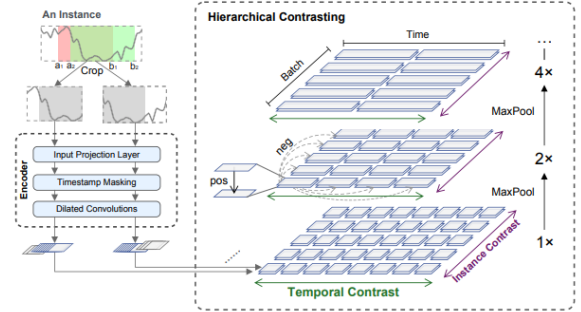 An Instance
a₁ a₂ b₁ b₂
Crop
Encoder
Input Projection Layer
Timestamp Masking
Dilated Convolutions
Hierarchical Contrasting
Time
Batch
...
4×
MaxPool
neg
pos
2×
MaxPool
1×
Instance Contrast
Temporal Contrast
......